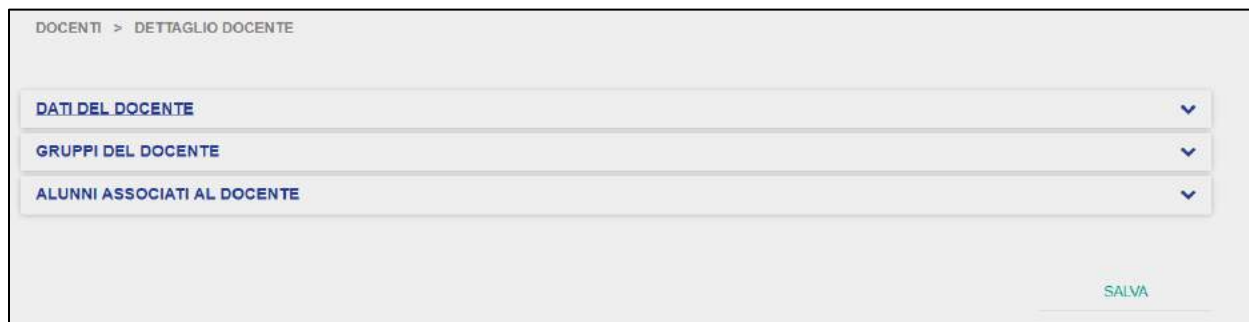 DOCENTI > DETTAGLIO DOCENTE
DATI DEL DOCENTE
GRUPPI DEL DOCENTE
ALUNNI ASSOCIATI AL DOCENTE
SALVA